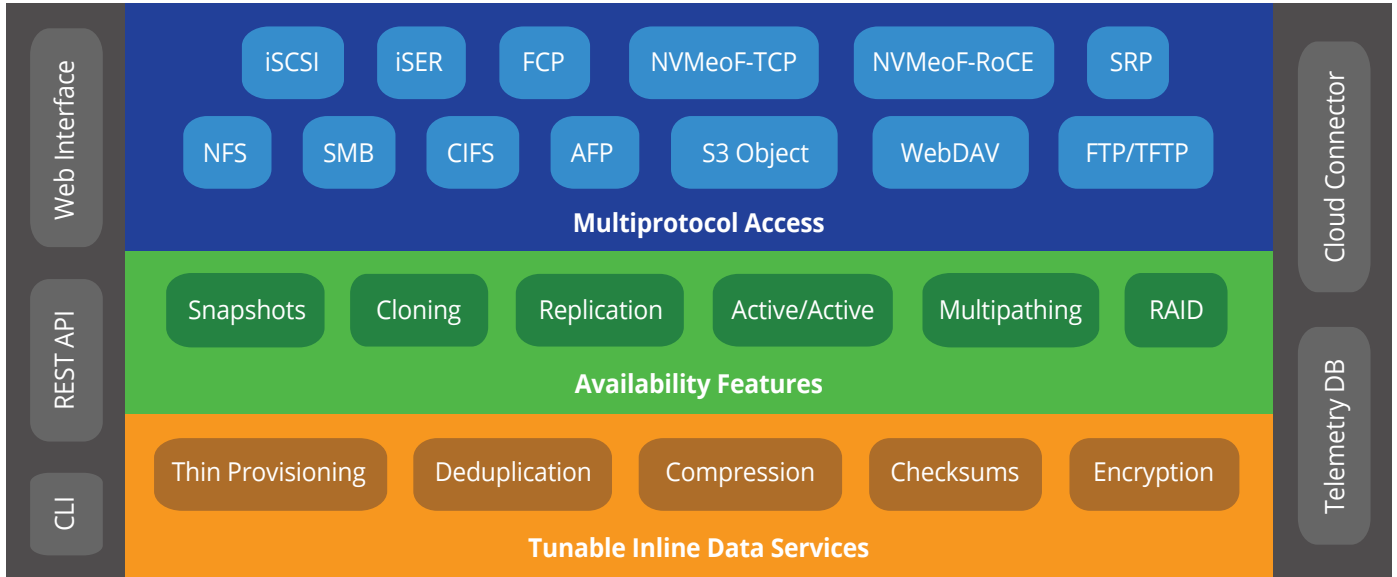 Web Interface
REST API
CLI
iSCSI
iSER
FCP
NVMeoF-TCP
NVMeoF-RoCE
SRP
NFS
SMB
CIFS
AFP
S3 Object
WebDAV
FTP/TFTP
Multiprotocol Access
Snapshots
Cloning
Replication
Active/Active
Multipathing
RAID
Availability Features
Thin Provisioning
Deduplication
Compression
Checksums
Encryption
Tunable Inline Data Services
Cloud Connector
Telemetry DB